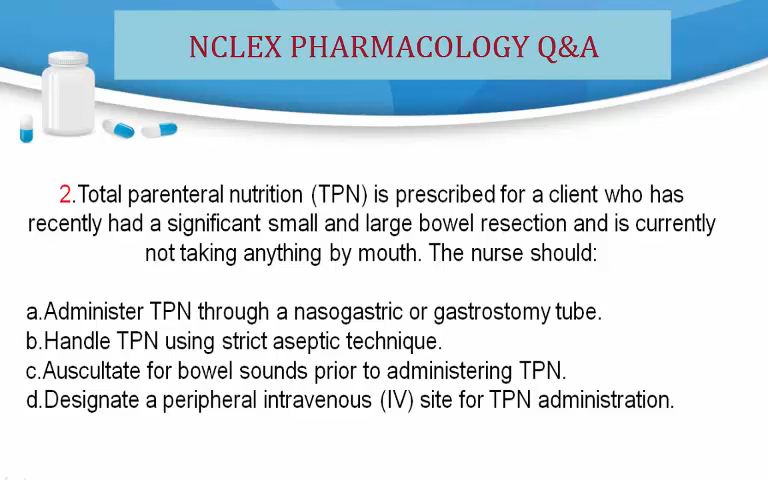 NCLEX PHARMACOLOGY Q&A
2.Total parenteral nutrition (TPN) is prescribed for a client who has
recently had a significant small and large bowel resection and is currently
not taking anything by mouth. The nurse should:
a.Administer TPN through a nasogastric or gastrostomy tube.
b.Handle TPN using strict aseptic technique.
c.Auscultate for bowel sounds prior to administering TPN.
d.Designate a peripheral intravenous (IV) site for TPN administration.